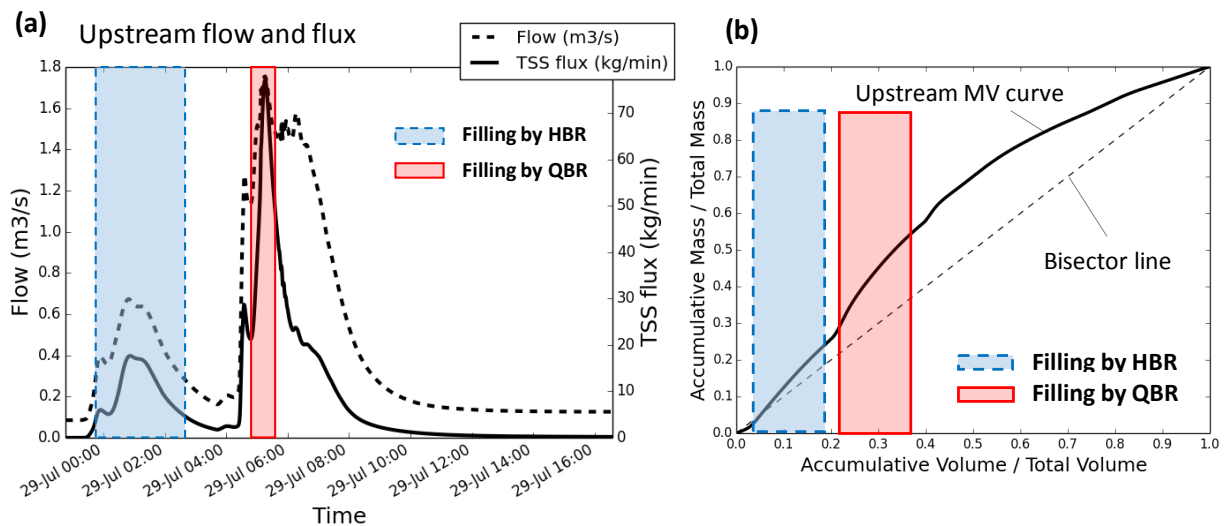 (a)
Upstream flow and flux
Flow (m3/s)
TSS flux (kg/min)
Filling by HBR
Filling by QBR
Flow (m3/s)
1.8
1.6
1.4
1.2
1.0
0.8
0.6
0.4
0.2
0.0
TSS flux (kg/min)
70
60
50
40
30
20
10
0
29-Jul 00:00
29-Jul 02:00
29-Jul 04:00
29-Jul 06:00
29-Jul 08:00
29-Jul 10:00
29-Jul 12:00
29-Jul 14:00
29-Jul 16:00
Time
(b)
Upstream MV curve
Bisector line
Filling by HBR
Filling by QBR
Accumulative Mass / Total Mass
1.0
0.9
0.8
0.7
0.6
0.5
0.4
0.3
0.2
0.1
0.0
0.0 0.1 0.2 0.3 0.4 0.5 0.6 0.7 0.8 0.9 1.0
Accumulative Volume / Total Volume